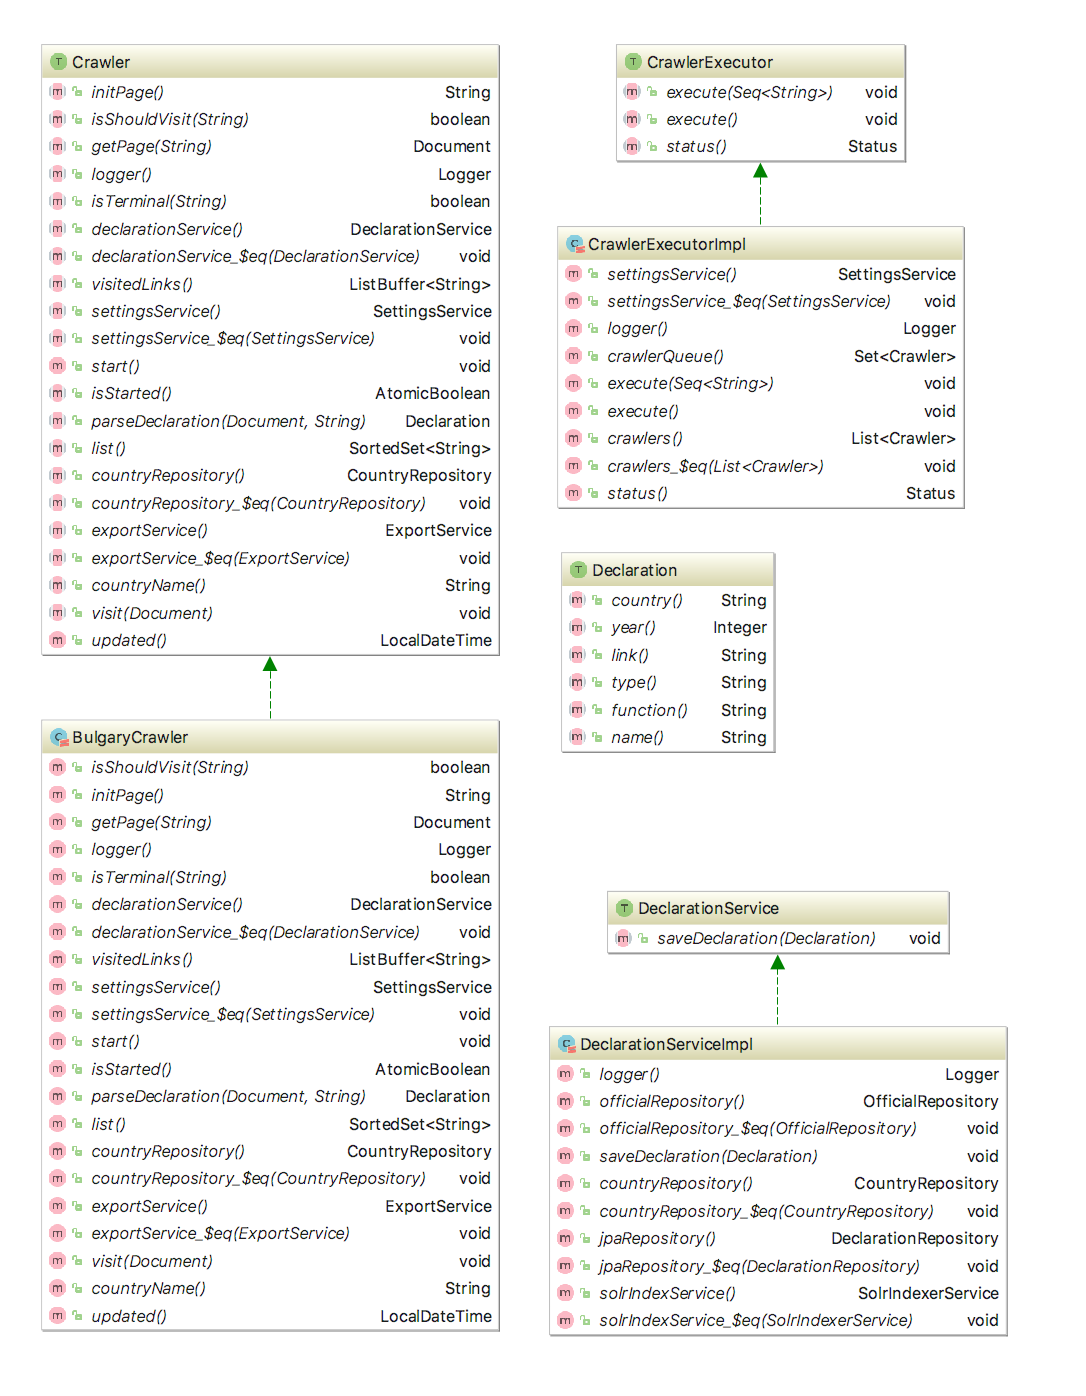 Crawler
initPage() String
isShouldVisit(String) boolean
getPage(String) Document
logger() Logger
isTerminal(String) boolean
declarationService() DeclarationService
declarationService_$eq(DeclarationService) void
visitedLinks() ListBuffer<String>
settingsService() SettingsService
settingsService_$eq(SettingsService) void
start() void
isStarted() AtomicBoolean
parseDeclaration(Document, String) Declaration
list() SortedSet<String>
countryRepository() CountryRepository
countryRepository_$eq(CountryRepository) void
exportService() ExportService
exportService_$eq(ExportService) void
countryName() String
visit(Document) void
updated() LocalDateTime
BulgaryCrawler
isShouldVisit(String) boolean
initPage() String
getPage(String) Document
logger() Logger
isTerminal(String) boolean
declarationService() DeclarationService
declarationService_$eq(DeclarationService) void
visitedLinks() ListBuffer<String>
settingsService() SettingsService
settingsService_$eq(SettingsService) void
start() void
isStarted() AtomicBoolean
parseDeclaration(Document, String) Declaration
list() SortedSet<String>
countryRepository() CountryRepository
countryRepository_$eq(CountryRepository) void
exportService() ExportService
exportService_$eq(ExportService) void
visit(Document) void
countryName() String
updated() LocalDateTime
CrawlerExecutor
execute(Seq<String>) void
execute() void
status() Status
CrawlerExecutorImpl
settingsService() SettingsService
settingsService_$eq(SettingsService) void
logger() Logger
crawlerQueue() Set<Crawler>
execute(Seq<String>) void
execute() void
crawlers() List<Crawler>
crawlers_$eq(List<Crawler>) void
status() Status
Declaration
country() String
year() Integer
link() String
type() String
function() String
name() String
DeclarationService
saveDeclaration(Declaration) void
DeclarationServiceImpl
logger() Logger
officialRepository() OfficialRepository
officialRepository_$eq(OfficialRepository) void
saveDeclaration(Declaration) void
countryRepository() CountryRepository
countryRepository_$eq(CountryRepository) void
jpaRepository() DeclarationRepository
jpaRepository_$eq(DeclarationRepository) void
solrIndexService() SolrIndexerService
solrIndexService_$eq(SolrIndexerService) void